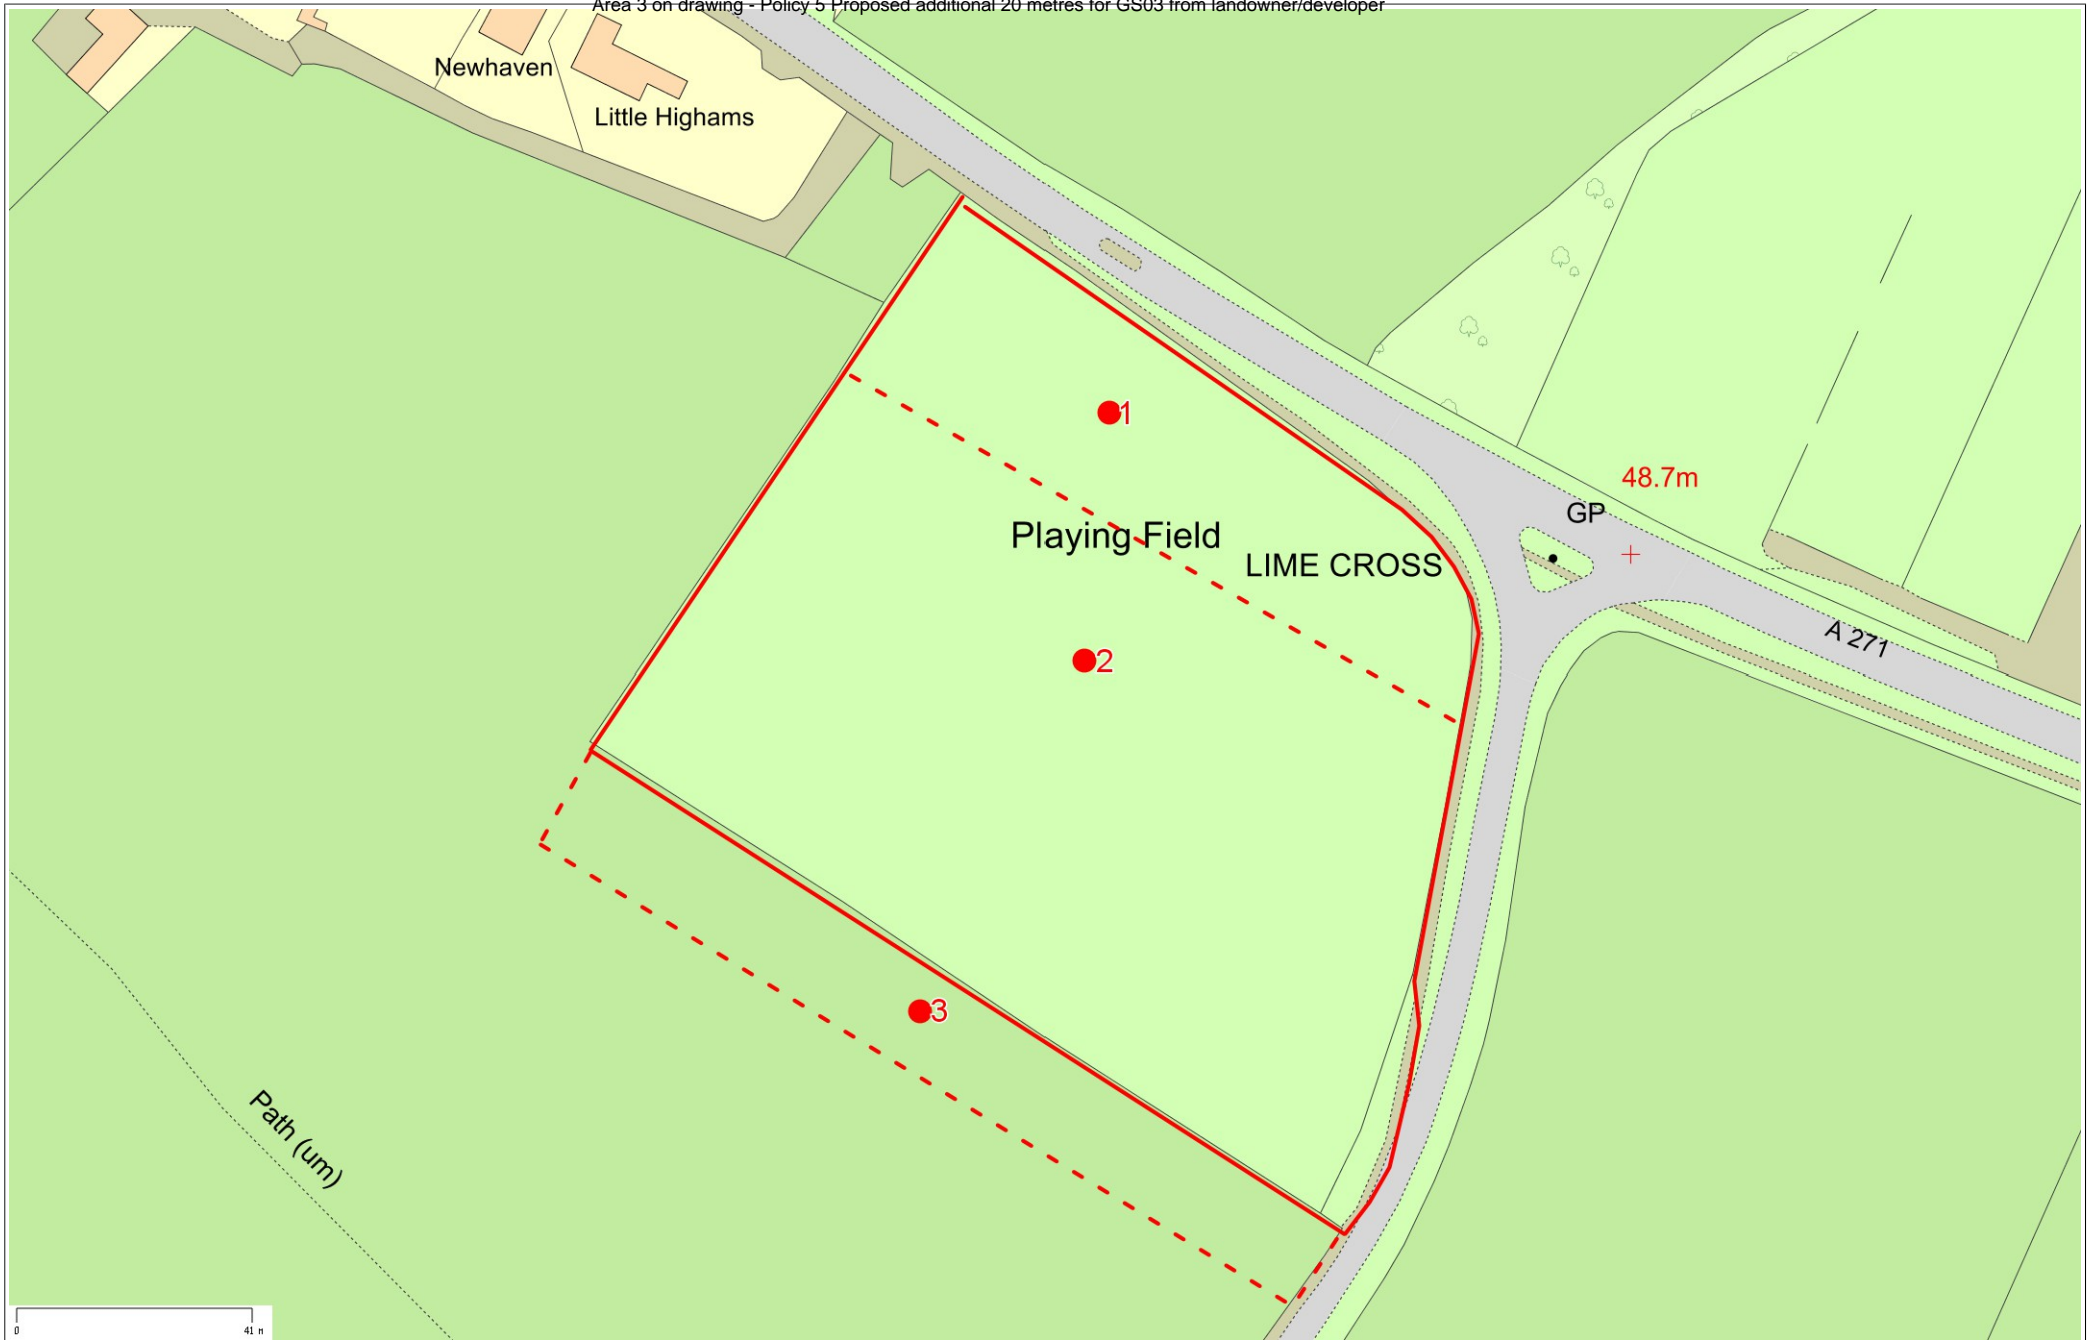 Area 3 on drawing - Policy 5 Proposed additional 20 metres for GS03 from landowner/developer
Newhaven
Little Highams
1
48.7m
GP
Playing Field
LIME CROSS
A 271
2
3
Path (um)
0
41 M